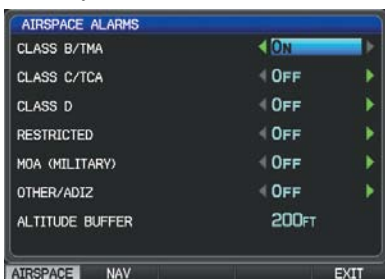 AIRSPACE ALARMS
CLASS B/TMA ON
CLASS C/TCA OFF
CLASS D OFF
RESTRICTED OFF
MOA (MILITARY) OFF
OTHER/ADIZ OFF
ALTITUDE BUFFER 200FT
AIRSPACE NAV EXIT